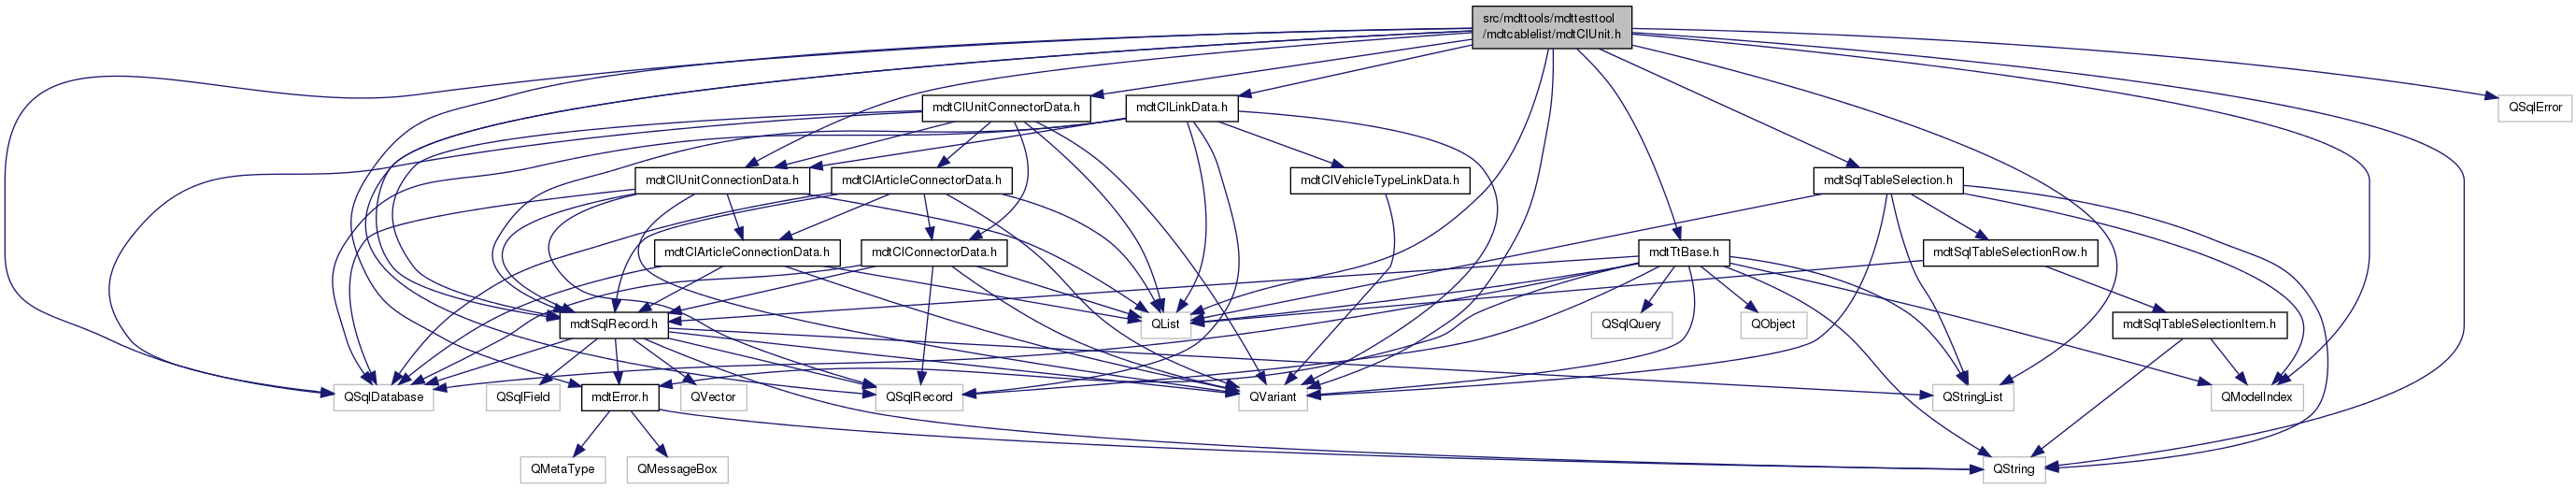 src/mdttools/mdttesttool
/mdtcablelist/mdtClUnit.h
mdtClUnitConnectorData.h
mdtClLinkData.h
QSqlError
mdtClUnitConnectionData.h
mdtClArticleConnectorData.h
mdtClVehicleTypeLinkData.h
mdtSqlTableSelection.h
mdtClArticleConnectionData.h
mdtClConnectorData.h
mdtTtBase.h
mdtSqlTableSelectionRow.h
mdtSqlRecord.h
QList
QSqlQuery
QObject
mdtSqlTableSelectionItem.h
QSqlDatabase
QSqlField
mdtError.h
QVector
QSqlRecord
QVariant
QStringList
QModelIndex
QMetaType
QMessageBox
QString